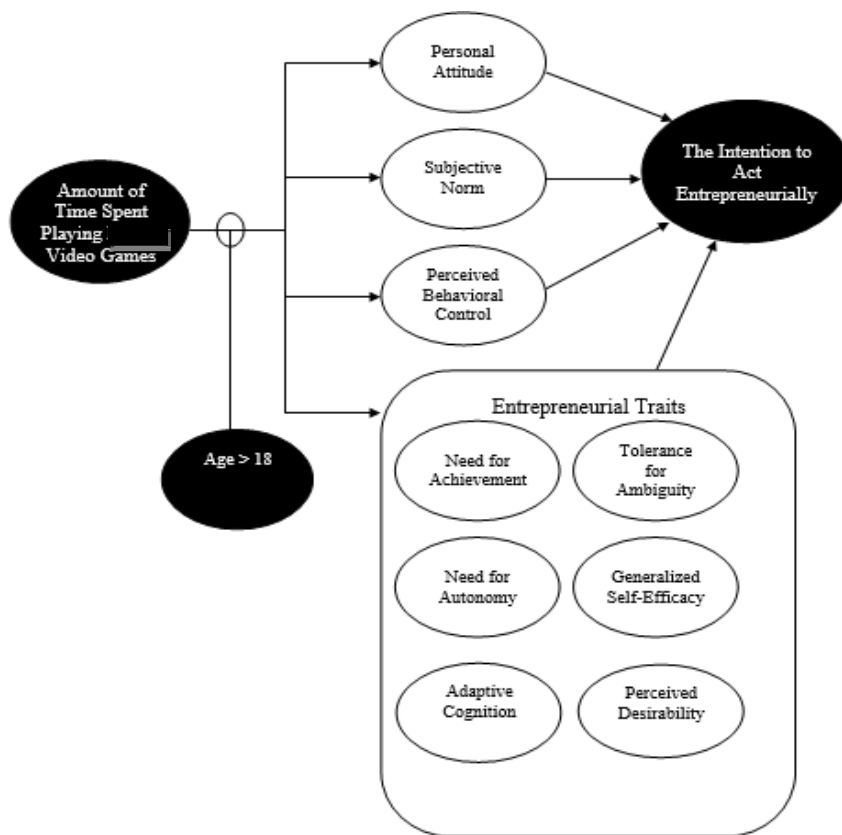 Personal
Attitude
Subjective
Norm
Perceived
Behavioral
Control
The Intention to
Act
Entrepreneurially
Amount of
Time Spent
Playing
Video Games
Age > 18
Entrepreneurial Traits
Need for
Achievement
Tolerance
for
Ambiguity
Need for
Autonomy
Generalized
Self-Efficacy
Adaptive
Cognition
Perceived
Desirability